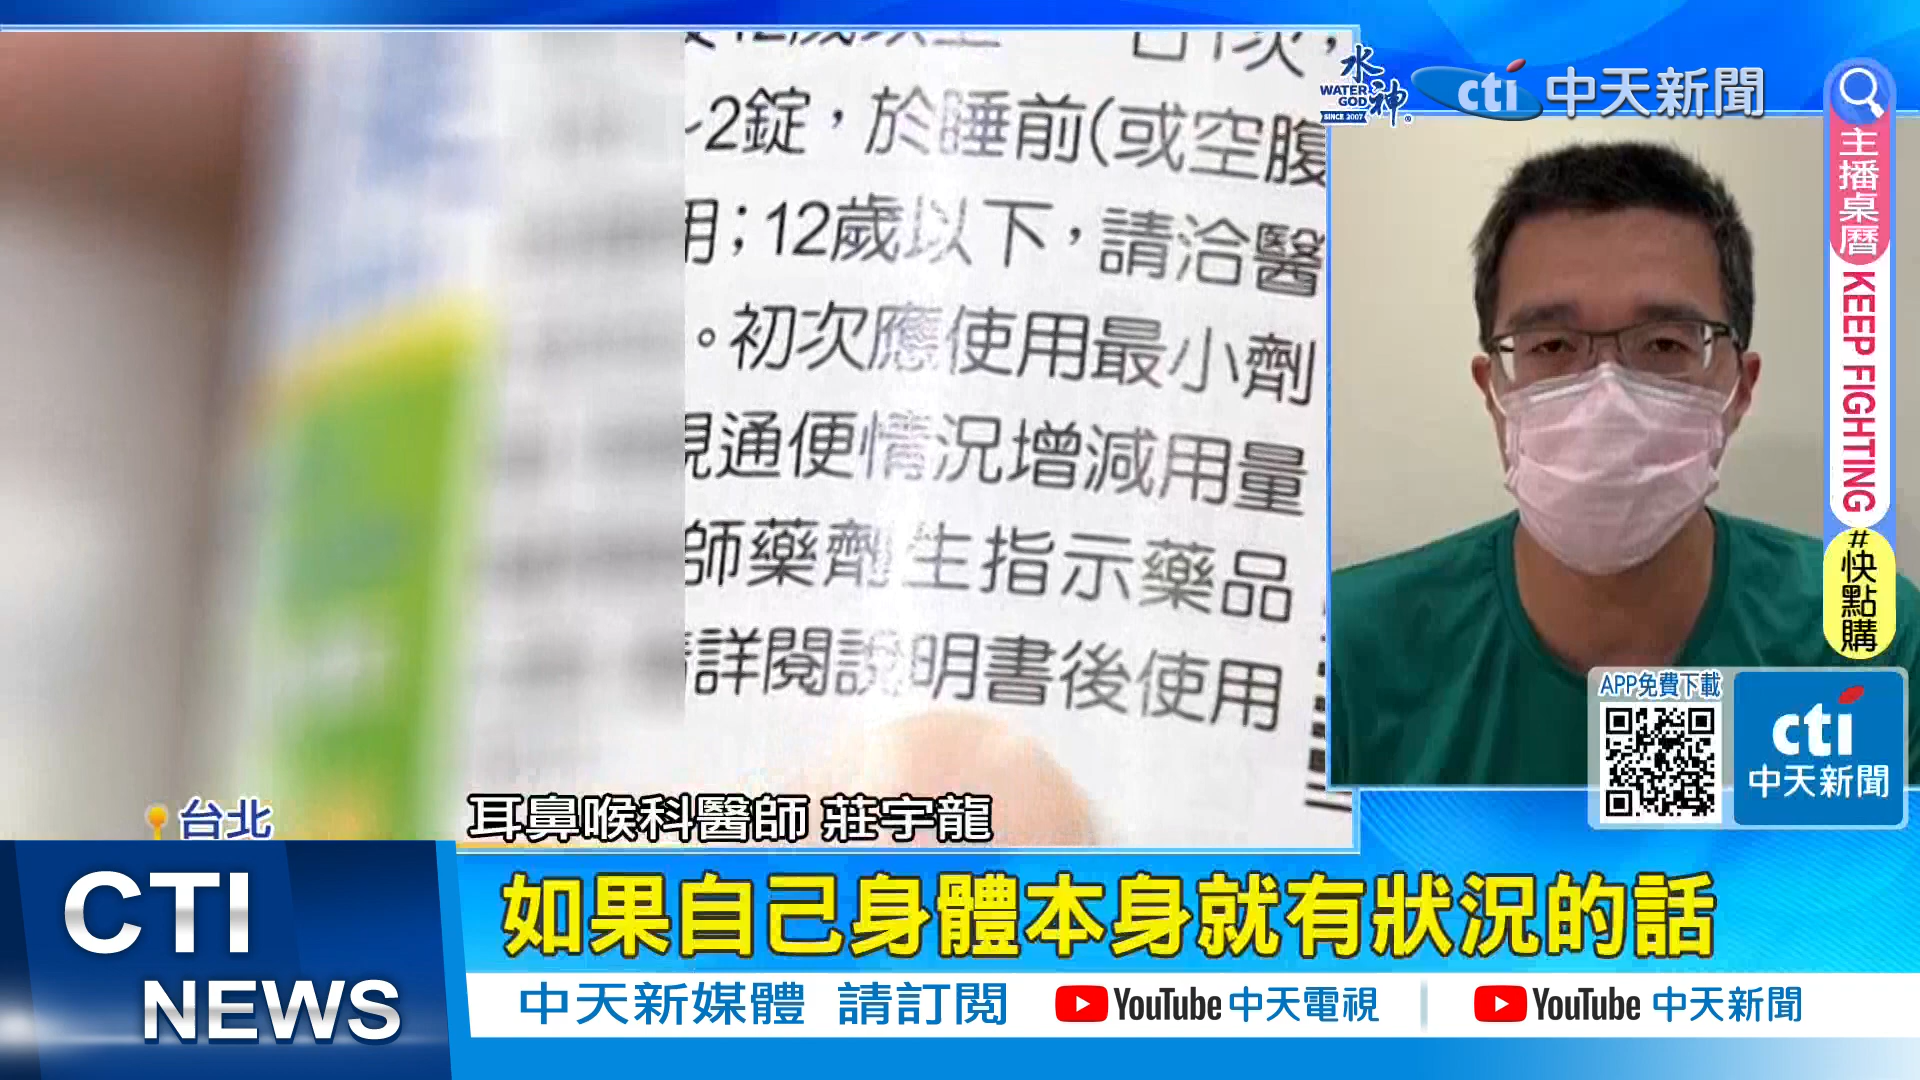 2錠，於睡前(或空腹
用；12歲以下，請洽醫
。初次應使用最小劑
視通便情況增減用量
師藥劑生指示藥品
請詳閱說明書後使用
水神
WATER GOD
SINCE 2007
cti 中天新聞
主播桌曆
KEEP FIGHTING
#快點購
APP免費下載
cti
中天新聞
台北
耳鼻喉科醫師 莊宇龍
CTI NEWS
如果自己身體本身就有狀況的話
中天新媒體 請訂閱 YouTube 中天電視 YouTube 中天新聞